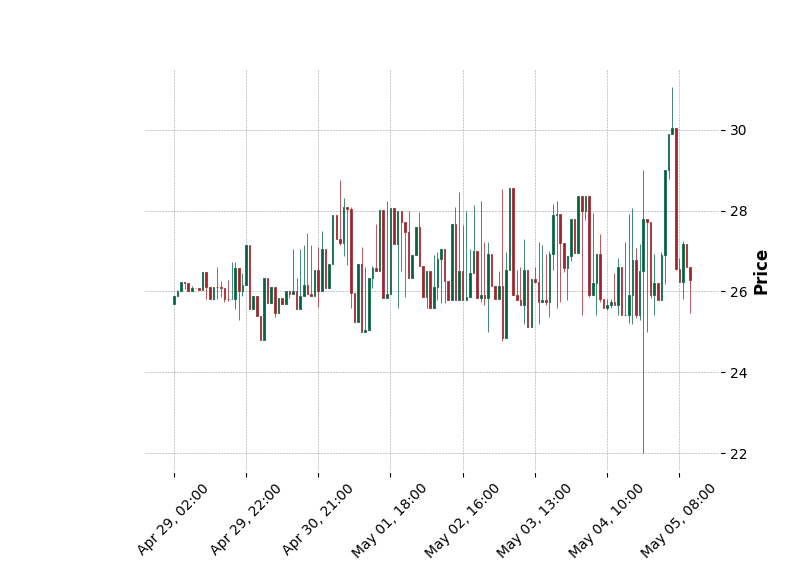 30
28
26
24
22
Price
Apr 29, 02:00
Apr 29, 22:00
Apr 30, 21:00
May 01, 18:00
May 02, 16:00
May 03, 13:00
May 04, 10:00
May 05, 08:00